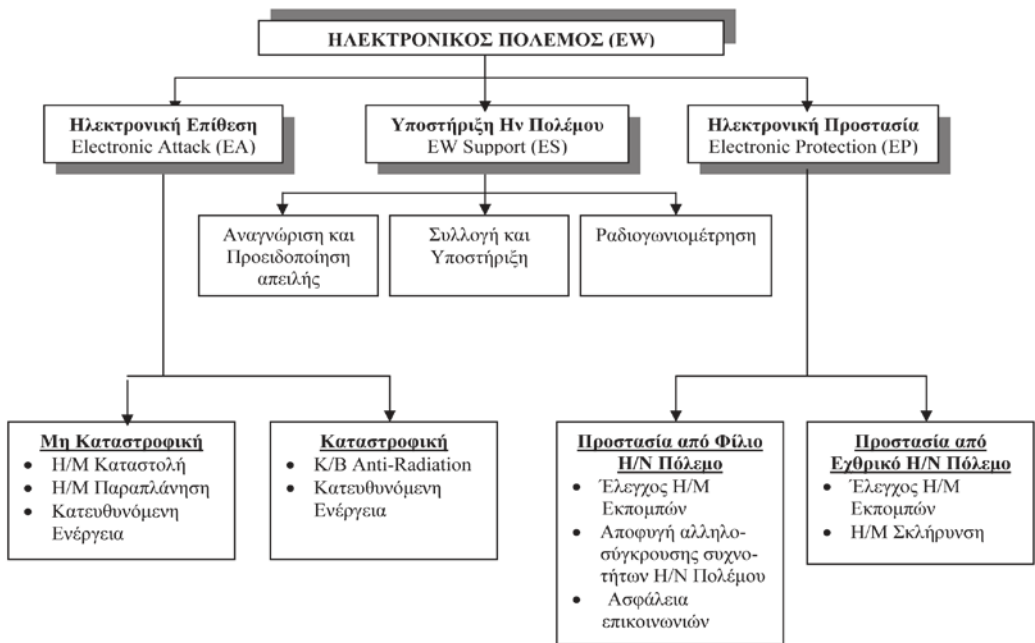 ΗΛΕΚΤΡΟΝΙΚΟΣ ΠΟΛΕΜΟΣ (EW)
Ηλεκτρονική Επίθεση
Electronic Attack (EA)
Υποστήριξη Ην Πολέμου
EW Support (ES)
Ηλεκτρονική Προστασία
Electronic Protection (EP)
Αναγνώριση και
Προειδοποίηση
απειλής
Συλλογή και
Υποστήριξη
Ραδιογωνιομέτρηση
Μη Καταστροφική
• Η/Μ Καταστολή
• Η/Μ Παραπλάνηση
• Κατευθυνόμενη
Ενέργεια
Καταστροφική
• Κ/Β Anti-Radiation
• Κατευθυνόμενη
Ενέργεια
Προστασία από Φίλιο
Η/Ν Πόλεμο
• Έλεγχος Η/Μ
Εκπομπών
• Αποφυγή αλληλο-
σύγκρουσης συχνο-
τήτων Η/Ν Πολέμου
• Ασφάλεια
επικοινωνιών
Προστασία από
Εχθρικό Η/Ν Πόλεμο
• Έλεγχος Η/Μ
Εκπομπών
• Η/Μ Σκλήρυνση